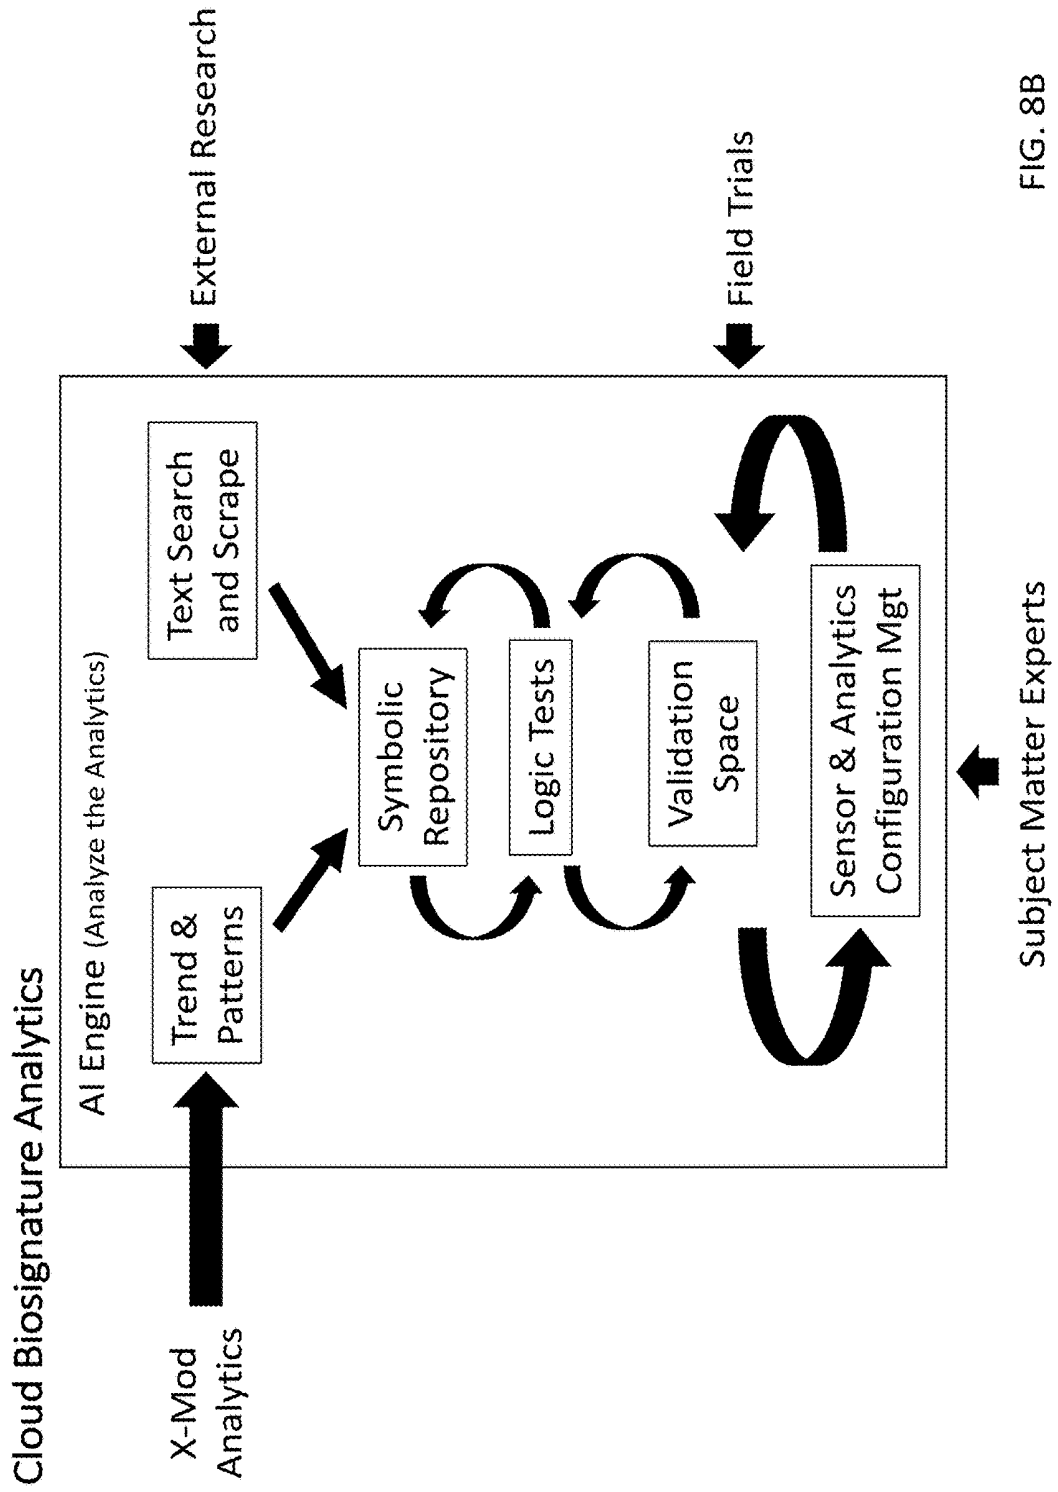 Cloud Biosignature Analytics
AI Engine (Analyze the Analytics)
X-Mod
Analytics
Trend &
Patterns
Text Search
and Scrape
External Research
Symbolic
Repository
Logic Tests
Validation
Space
Field Trials
Sensor & Analytics
Configuration Mgt
Subject Matter Experts
FIG. 8B